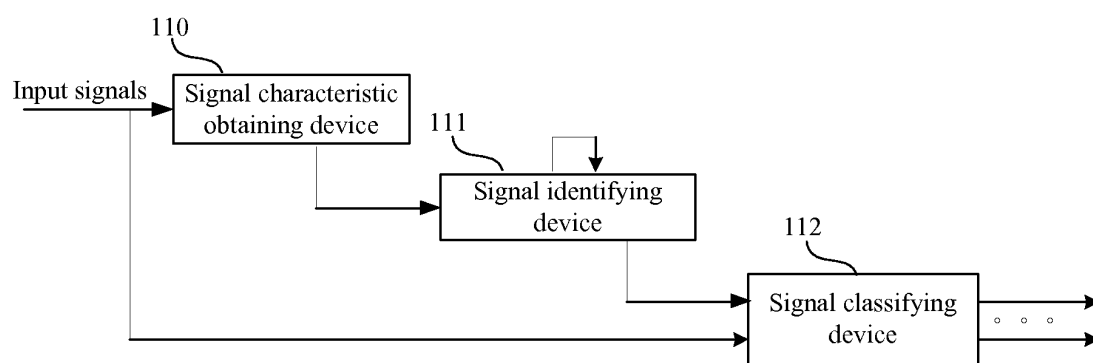 110
Input signals
Signal characteristic
obtaining device
111
Signal identifying
device
112
Signal classifying
device